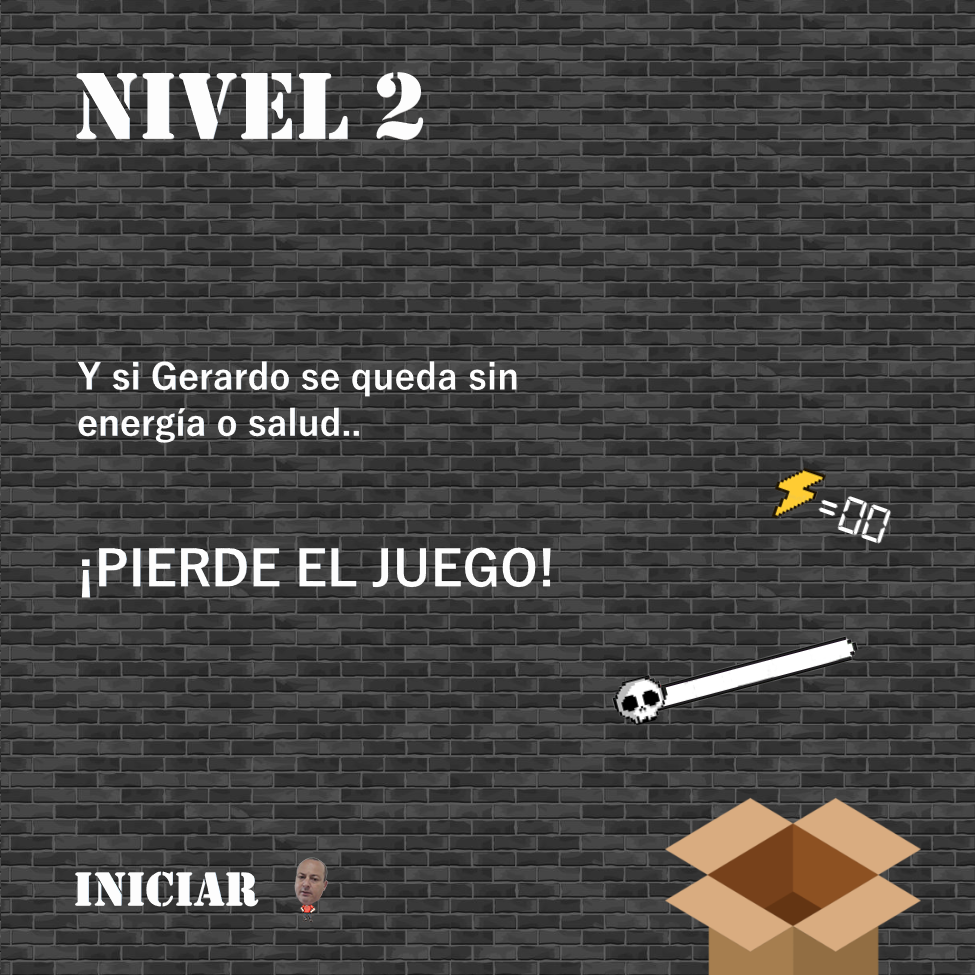 NIVEL 2
Y si Gerardo se queda sin
energía o salud..
=00
¡PIERDE EL JUEGO!
INICIAR